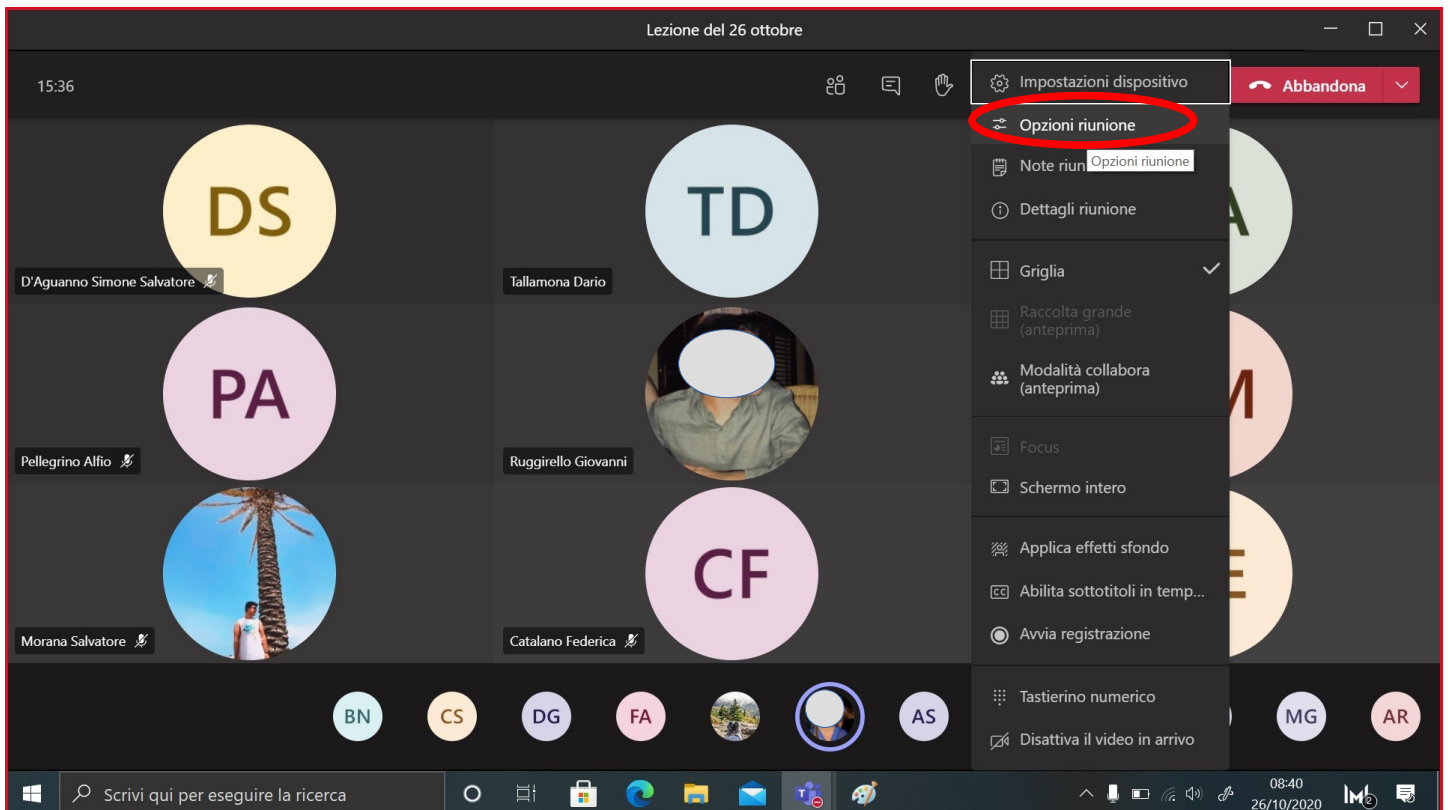 Lezione del 26 ottobre
15:36
Abbandona
Impostazioni dispositivo
Opzioni riunione
Opzioni riunione
Note riun
Dettagli riunione
Griglia
Raccolta grande
(anteprima)
Modalità collabora
(anteprima)
Focus
Schermo intero
Applica effetti sfondo
Abilita sottotitoli in temp...
Avvia registrazione
Tastierino numerico
Disattiva il video in arrivo
DS
TD
A
D'Aguanno Simone Salvatore
Tallamona Dario
PA
M
Pellegrino Alfio
Ruggirello Giovanni
CF
E
Morana Salvatore
Catalano Federica
BN
CS
DG
FA
AS
MG
AR
Scrivi qui per eseguire la ricerca
08:40
26/10/2020